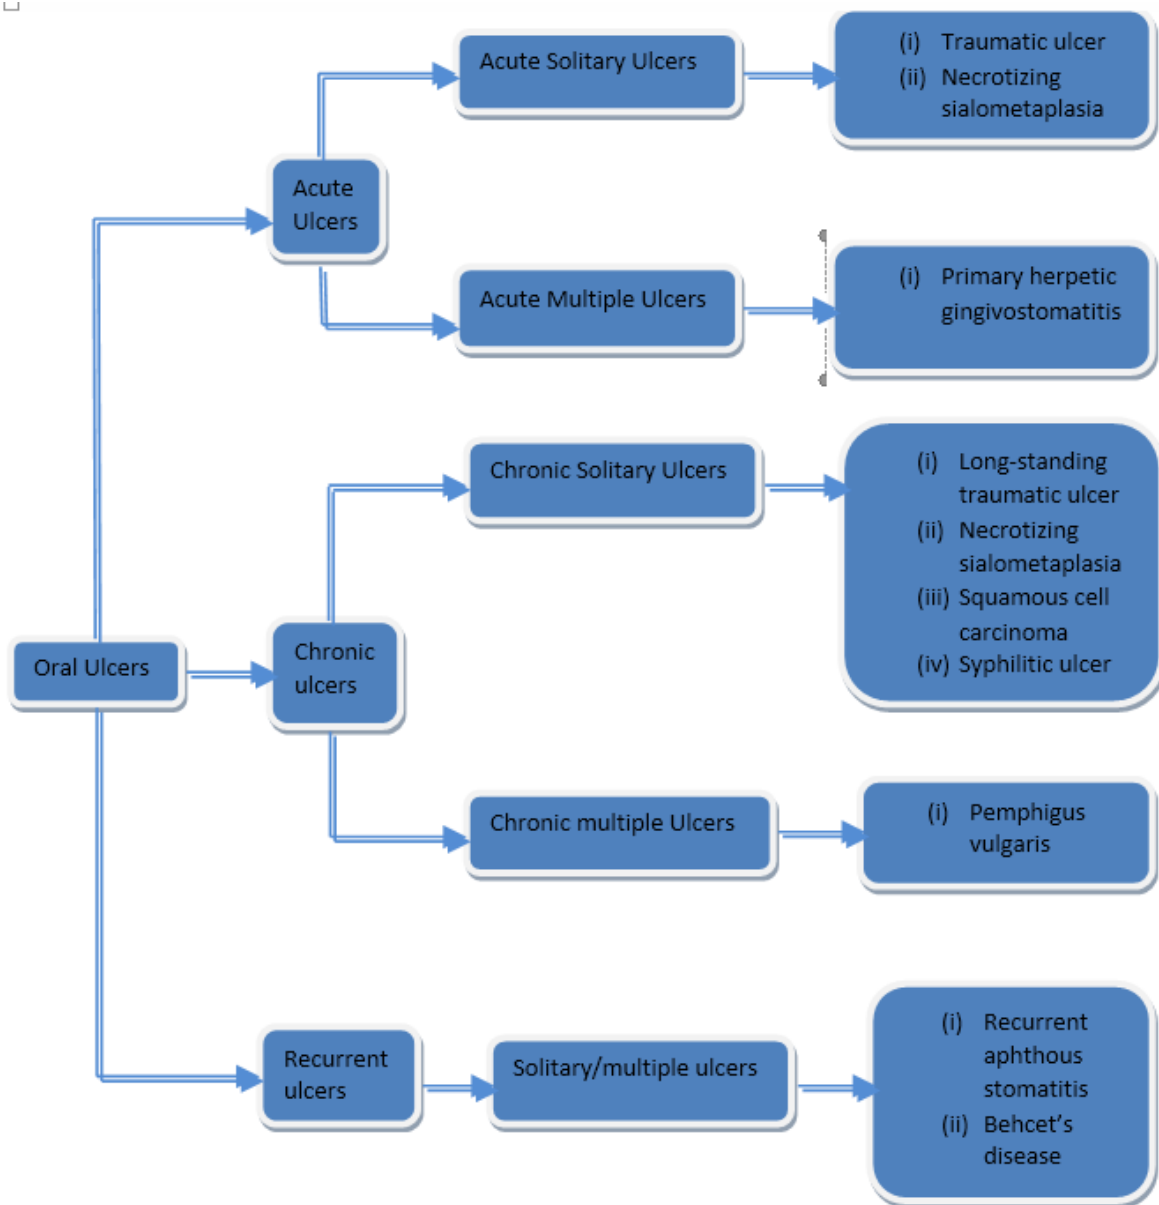 Acute Solitary Ulcers
(i) Traumatic ulcer
(ii) Necrotizing
sialometaplasia
Acute
Ulcers
Acute Multiple Ulcers
(i) Primary herpetic
gingivostomatitis
Chronic Solitary Ulcers
(i) Long-standing
traumatic ulcer
(ii) Necrotizing
sialometaplasia
(iii) Squamous cell
carcinoma
(iv) Syphilitic ulcer
Oral Ulcers
Chronic
ulcers
Chronic multiple Ulcers
(i) Pemphigus
vulgaris
Recurrent
ulcers
Solitary/multiple ulcers
(i) Recurrent
aphthous
stomatitis
(ii) Behcet’s
disease